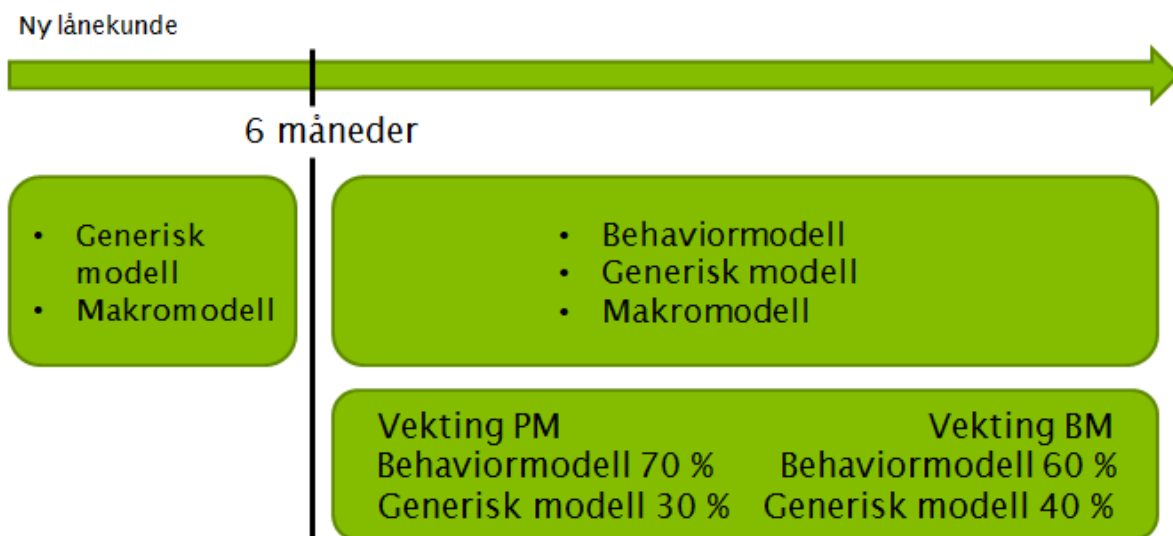 Ny lånekunde
6 måneder
• Generisk
modell
• Makromodell
• Behaviormodell
• Generisk modell
• Makromodell
Vekting PM
Behaviormodell 70 %
Generisk modell 30 %
Vekting BM
Behaviormodell 60 %
Generisk modell 40 %